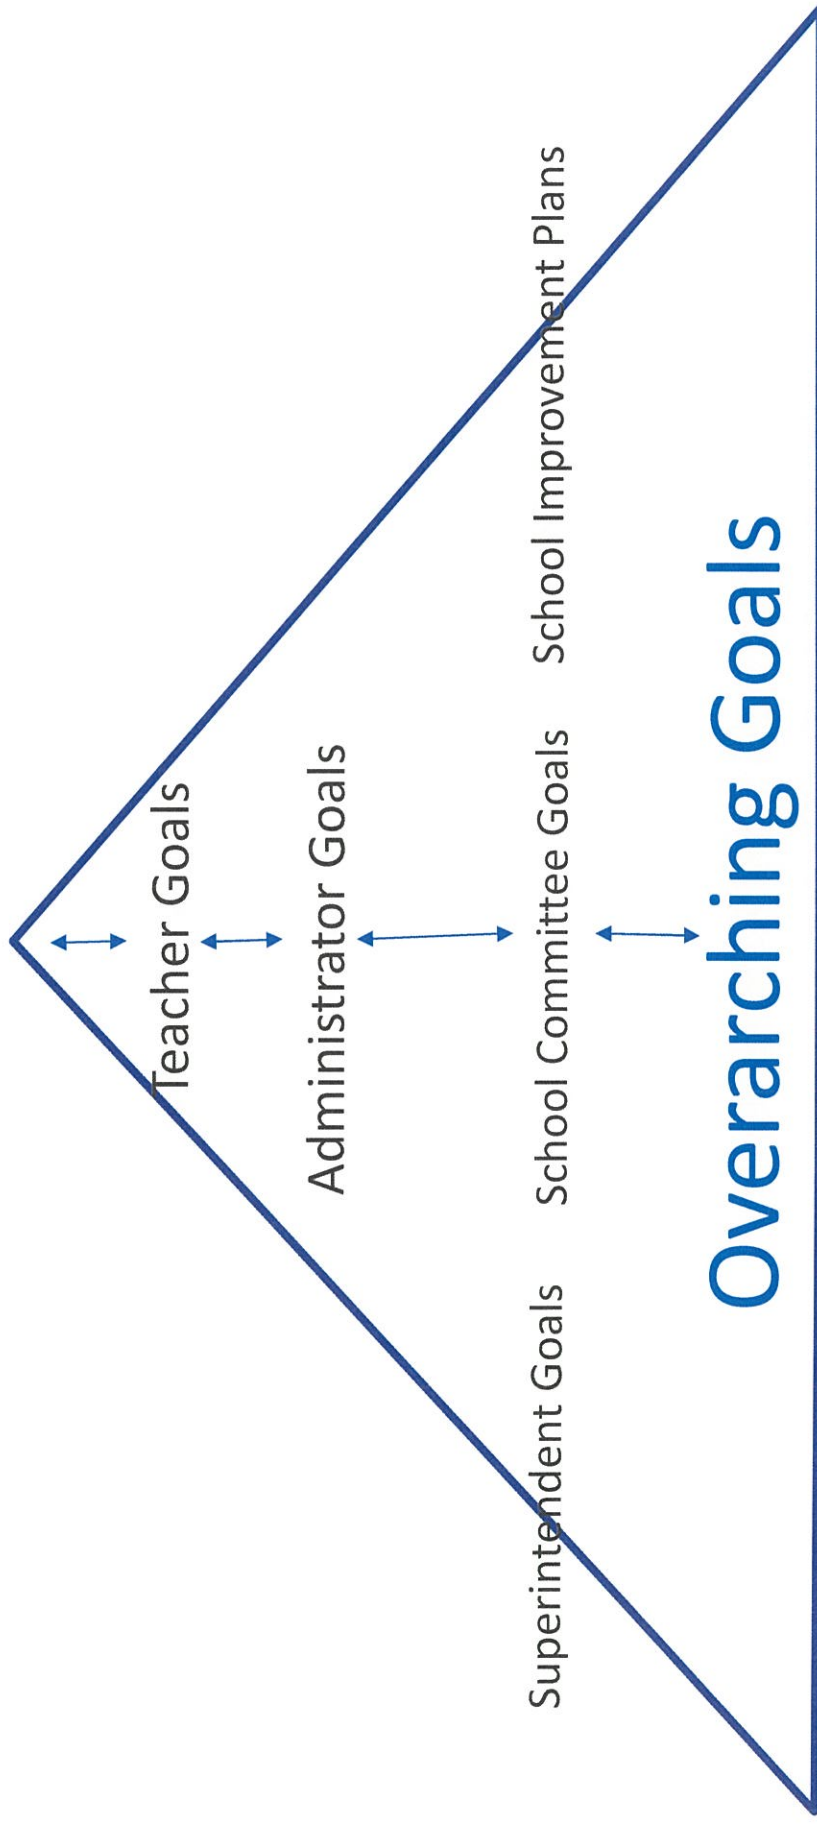 Teacher Goals
Administrator Goals
Superintendent Goals School Committee Goals School Improvement Plans
Overarching Goals